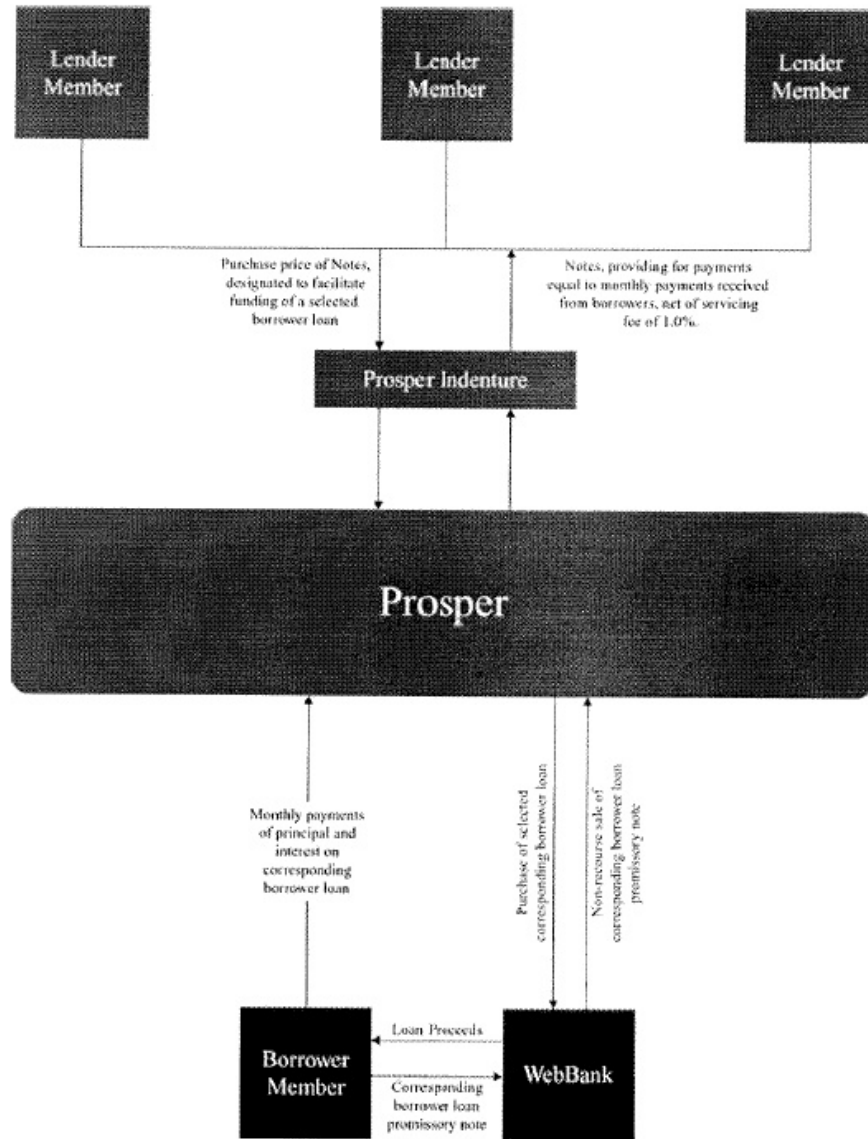 Lender
Member
Lender
Member
Lender
Member
Purchase price of Notes,
designated to facilitate
funding of a selected
borrower loan
Notes, providing for payments
equal to monthly payments received
from borrowers, net of servicing
fee of 1.0%.
Prosper Indenture
Prosper
Monthly payments
of principal and
interest on
corresponding
borrower loan
Purchase of selected
corresponding borrower loan
Non-recourse sale of
corresponding borrower loan
promissory note
Borrower
Member
Loan Proceeds
Corresponding
borrower loan
promissory note
WebBank